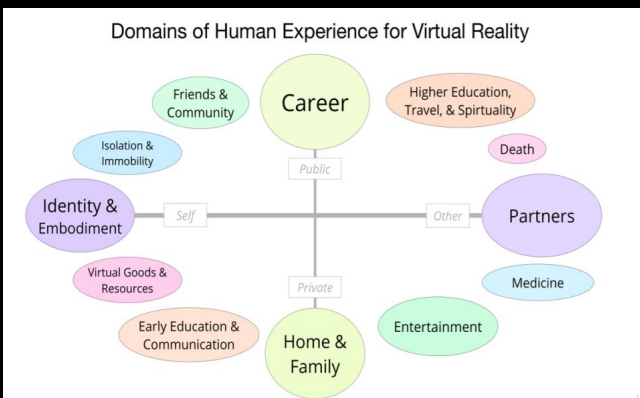 Domains of Human Experience for Virtual Reality
Friends &
Community
Career
Higher Education,
Travel, & Spirtuality
Isolation &
Immobility
Public
Death
Identity &
Embodiment
Self
Other
Partners
Virtual Goods &
Resources
Private
Medicine
Early Education &
Communication
Home &
Family
Entertainment